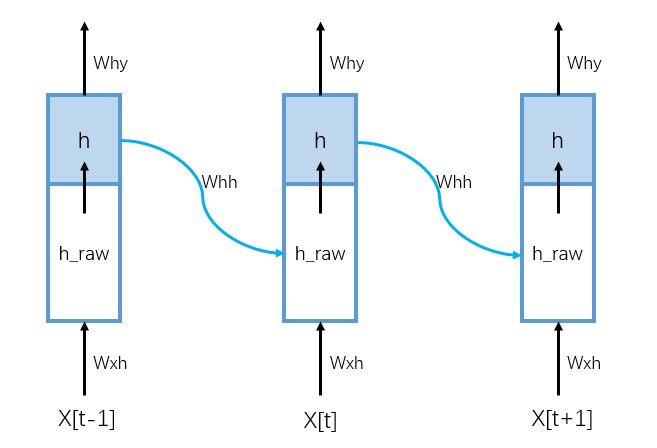 Why Why Why
h h h
Whh Whh
h_raw h_raw h_raw
Wxh Wxh Wxh
X[t-1] X[t] X[t+1]